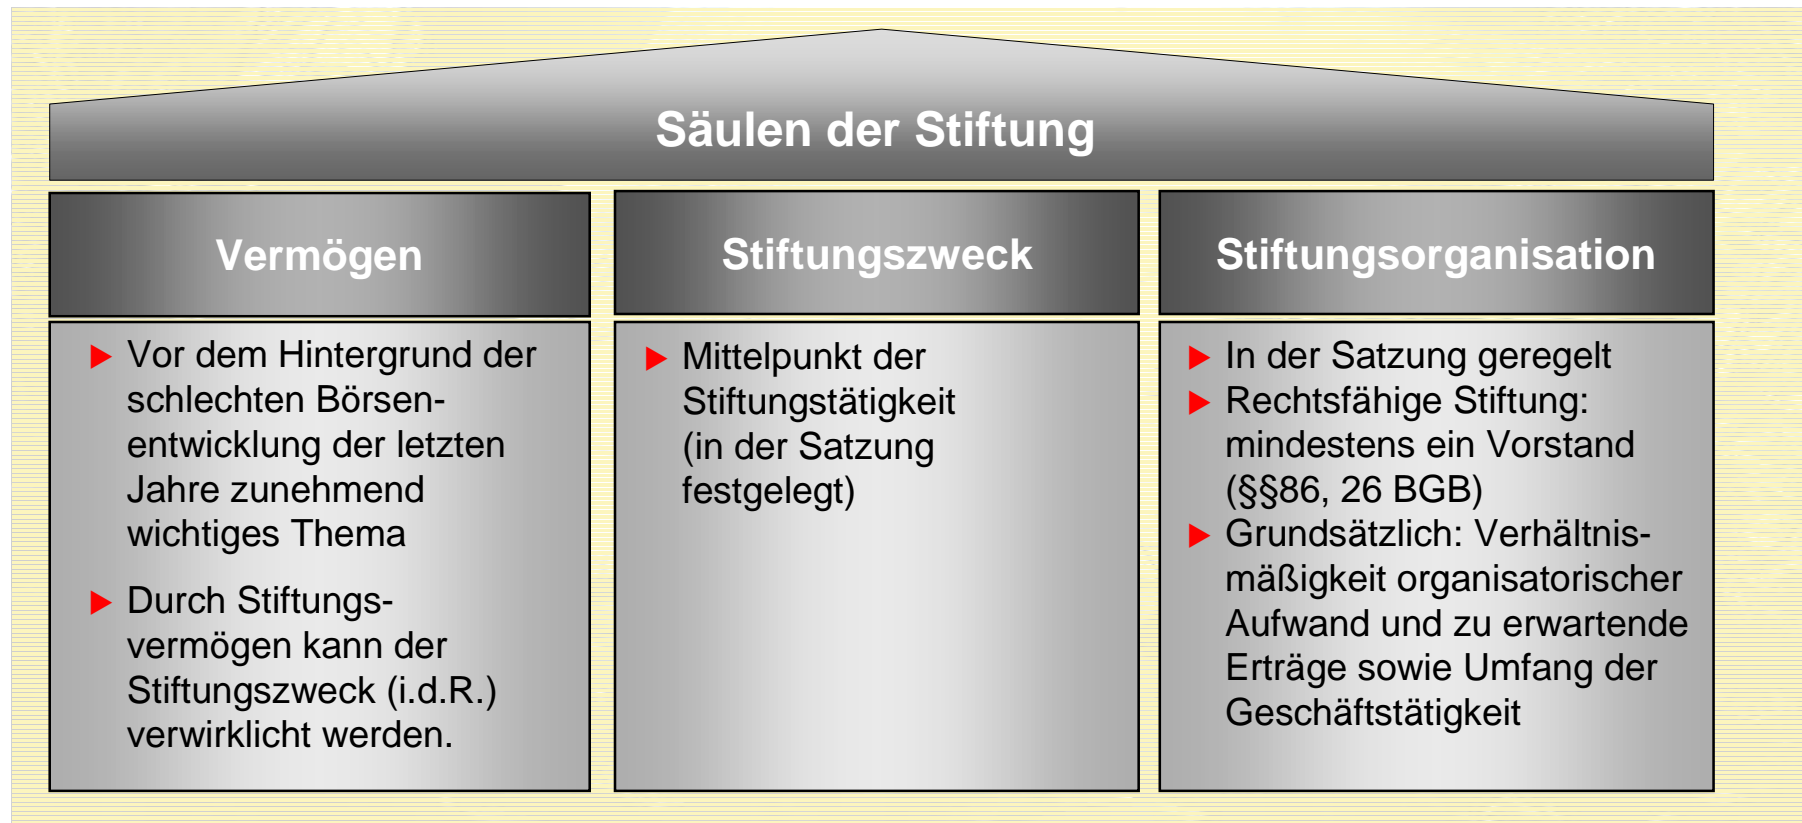 Säulen der Stiftung
Vermögen
Vor dem Hintergrund der
schlechten Börsen-
entwicklung der letzten
Jahre zunehmend
wichtiges Thema
Durch Stiftungs-
vermögen kann der
Stiftungszweck (i.d.R.)
verwirklicht werden.
Stiftungszweck
Mittelpunkt der
Stiftungstätigkeit
(in der Satzung
festgelegt)
Stiftungsorganisation
In der Satzung geregelt
Rechtsfähige Stiftung:
mindestens ein Vorstand
(§§86, 26 BGB)
Grundsätzlich: Verhältnis-
mäßigkeit organisatorischer
Aufwand und zu erwartende
Erträge sowie Umfang der
Geschäftstätigkeit